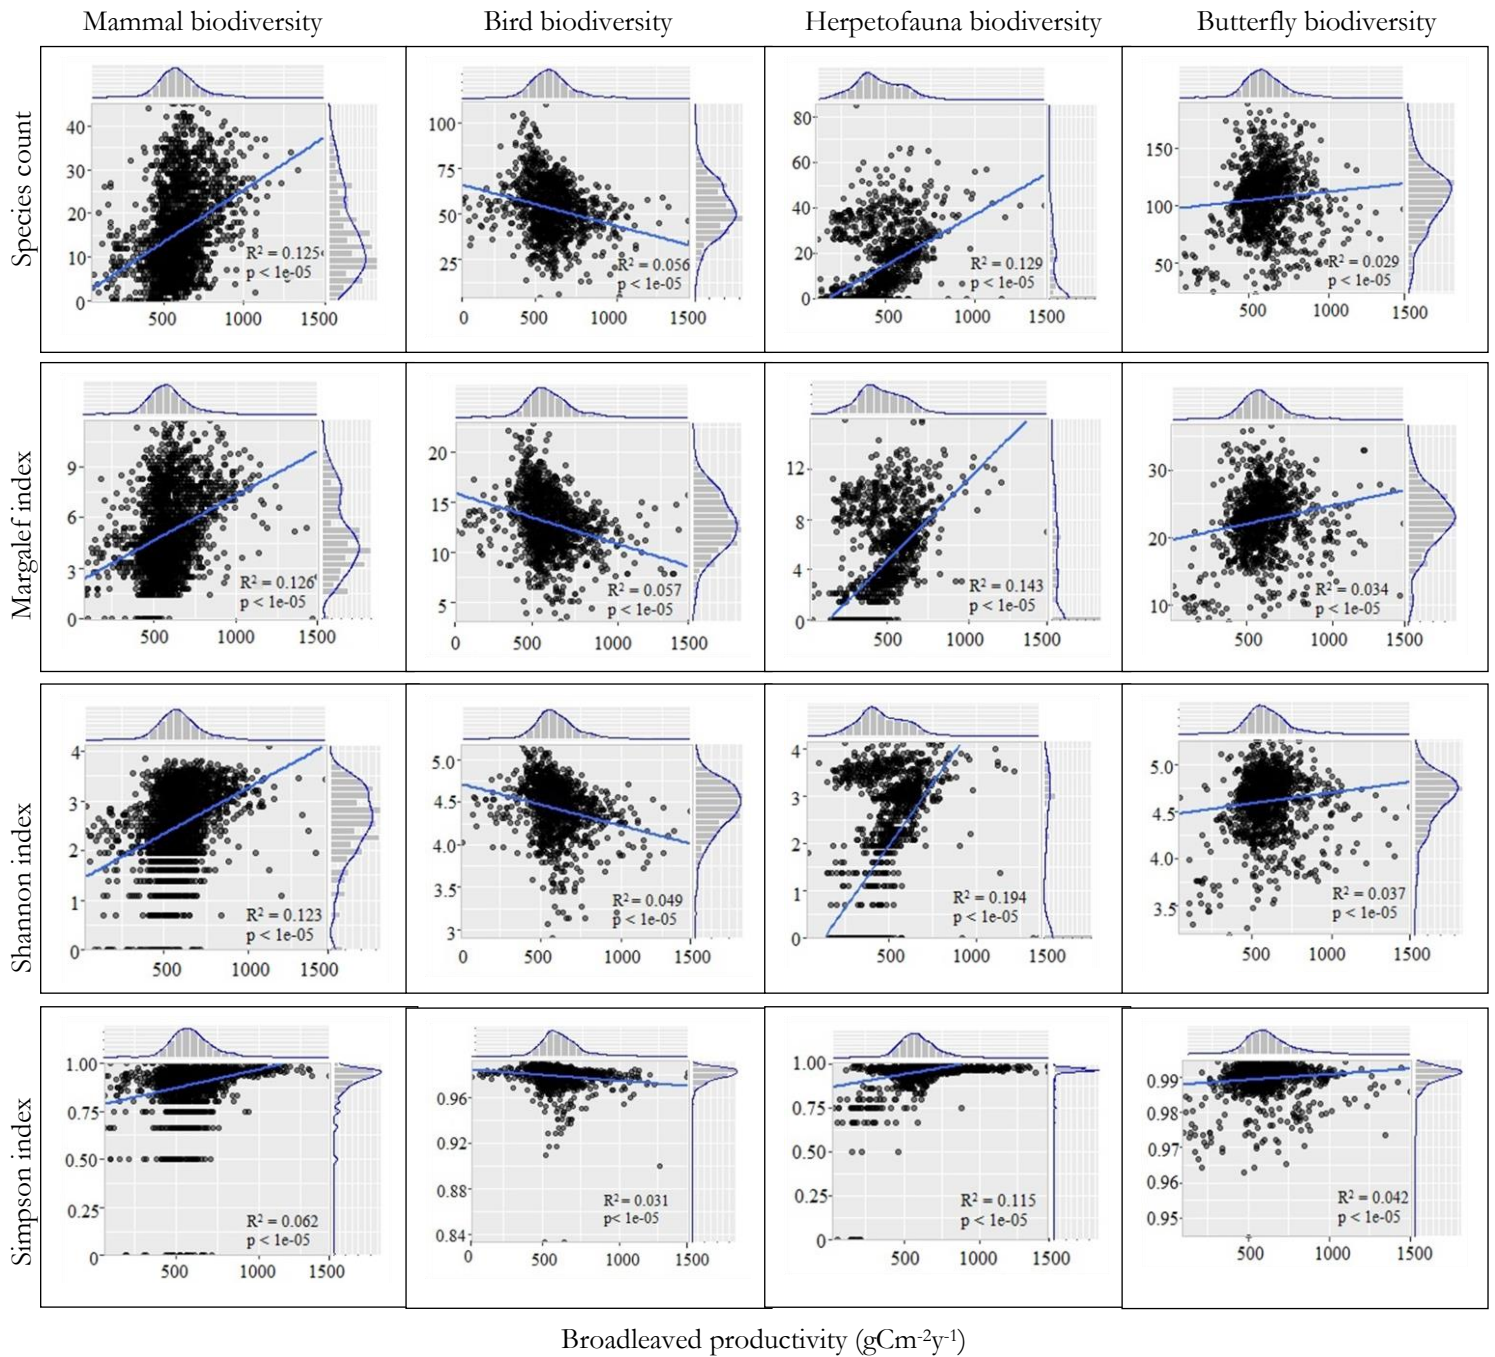 Mammal biodiversity Bird biodiversity Herpetofauna biodiversity Butterfly biodiversity
Species count
40 30 20 10 0
R² = 0.125
p < 1e-05
500 1000 1500
100 75 50 25
R² = 0.056
p < 1e-05
0 500 1000 1500
80 60 40 20 0
R² = 0.129
p < 1e-05
500 1000 1500
150 100 50
R² = 0.029
p < 1e-05
500 1000 1500
Margalef index
9 6 3 0
R² = 0.126
p < 1e-05
500 1000 1500
20 15 10 5
R² = 0.057
p < 1e-05
0 500 1000 1500
12 8 4 0
R² = 0.143
p < 1e-05
500 1000 1500
30 20 10
R² = 0.034
p < 1e-05
500 1000 1500
Shannon index
4 3 2 1 0
R² = 0.123
p < 1e-05
500 1000 1500
5.0 4.5 4.0 3.5 3
R² = 0.049
p < 1e-05
0 500 1000 1500
4 3 2 1 0
R² = 0.194
p < 1e-05
500 1000 1500
5.0 4.5 4.0 3.5
R² = 0.037
p < 1e-05
500 1000 1500
Simpson index
1.00 0.75 0.50 0.25 0
R² = 0.062
p < 1e-05
500 1000 1500
0.96 0.92 0.88 0.84
R² = 0.031
p< 1e-05
0 500 1000 1500
1.00 0.75 0.50 0.25 0
R² = 0.115
p < 1e-05
500 1000 1500
0.99 0.98 0.97 0.96 0.95
R² = 0.042
p < 1e-05
500 1000 1500
Broadleaved productivity (gCm⁻²y⁻¹)